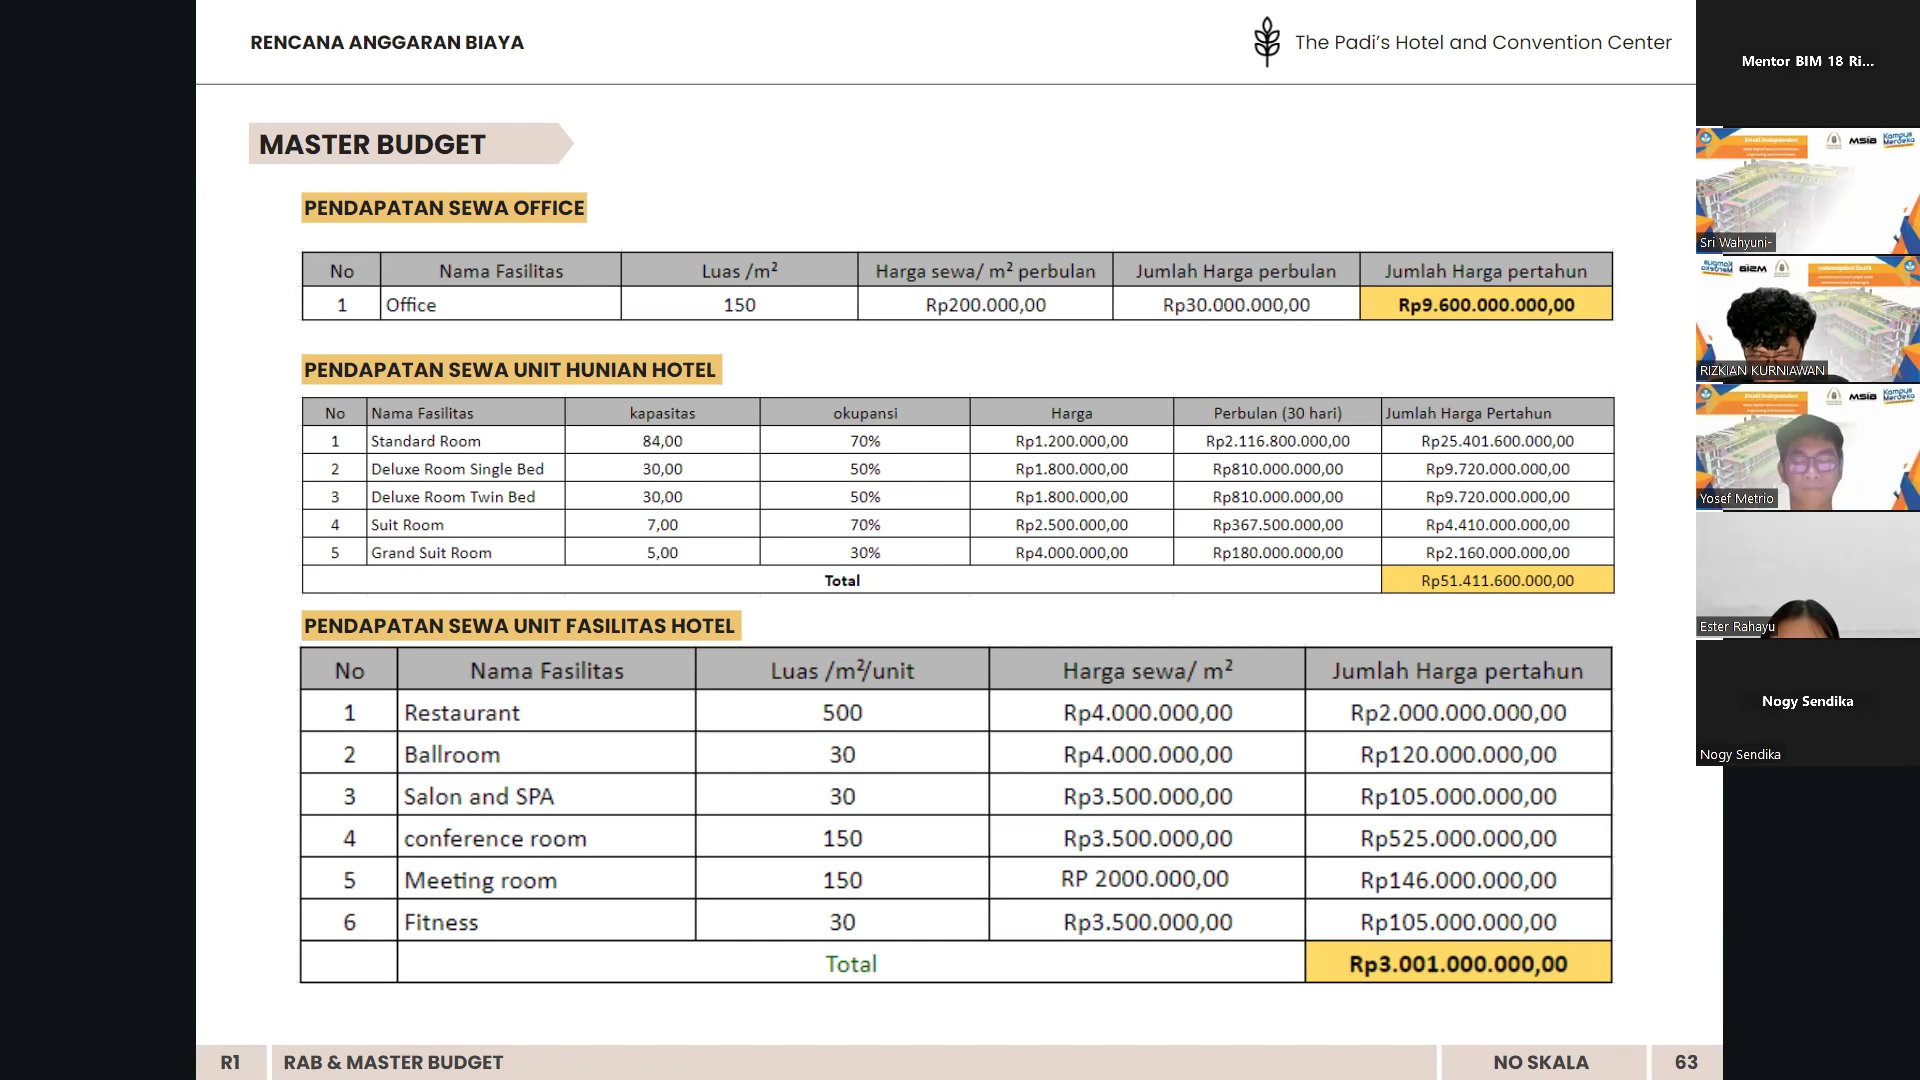 RENCANA ANGGARAN BIAYA
The Padi's Hotel and Convention Center
MASTER BUDGET
PENDAPATAN SEWA OFFICE
No Nama Fasilitas Luas /m² Harga sewa/ m² perbulan Jumlah Harga perbulan Jumlah Harga pertahun
1 Office 150 Rp200.000,00 Rp30.000.000,00 Rp9.600.000.000,00
PENDAPATAN SEWA UNIT HUNIAN HOTEL
No Nama Fasilitas kapasitas okupansi Harga Perbulan (30 hari) Jumlah Harga Pertahun
1 Standard Room 84,00 70% Rp1.200.000,00 Rp2.116.800.000,00 Rp25.401.600.000,00
2 Deluxe Room Single Bed 30,00 50% Rp1.800.000,00 Rp810.000.000,00 Rp9.720.000.000,00
3 Deluxe Room Twin Bed 30,00 50% Rp1.800.000,00 Rp810.000.000,00 Rp9.720.000.000,00
4 Suit Room 7,00 70% Rp2.500.000,00 Rp367.500.000,00 Rp4.410.000.000,00
5 Grand Suit Room 5,00 30% Rp4.000.000,00 Rp180.000.000,00 Rp2.160.000.000,00
Total Rp51.411.600.000,00
PENDAPATAN SEWA UNIT FASILITAS HOTEL
No Nama Fasilitas Luas /m²/unit Harga sewa/ m² Jumlah Harga pertahun
1 Restaurant 500 Rp4.000.000,00 Rp2.000.000.000,00
2 Ballroom 30 Rp4.000.000,00 Rp120.000.000,00
3 Salon and SPA 30 Rp3.500.000,00 Rp105.000.000,00
4 conference room 150 Rp3.500.000,00 Rp525.000.000,00
5 Meeting room 150 RP 2000.000,00 Rp146.000.000,00
6 Fitness 30 Rp3.500.000,00 Rp105.000.000,00
Total Rp3.001.000.000,00
R1 RAB & MASTER BUDGET NO SKALA 63
Mentor BIM 18 Ri...
Studi Independen
MSIB
Kampus Merdeka
Sri Wahyuni-
RIZKIAN KURNIAWAN
Studi Independen
MSIB
Kampus Merdeka
Yosef Metrio
Ester Rahayu
Nogy Sendika
Nogy Sendika